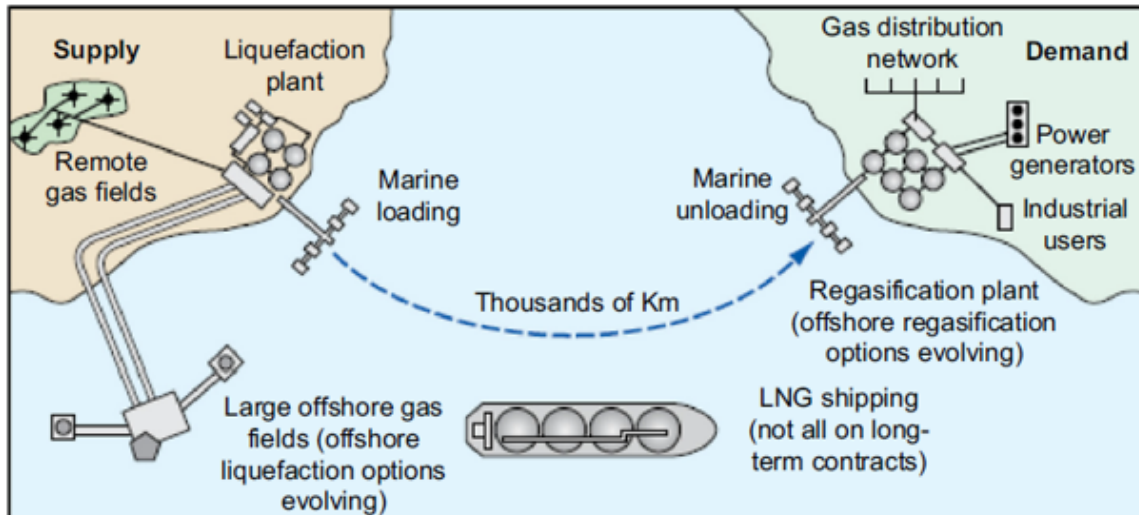 Supply
Liquefaction
plant
Remote
gas fields
Marine
loading
Gas distribution
network
Demand
Power
generators
Marine
unloading
Industrial
users
Thousands of Km
Regasification plant
(offshore regasification
options evolving)
Large offshore gas
fields (offshore
liquefaction options
evolving)
LNG shipping
(not all on long-
term contracts)